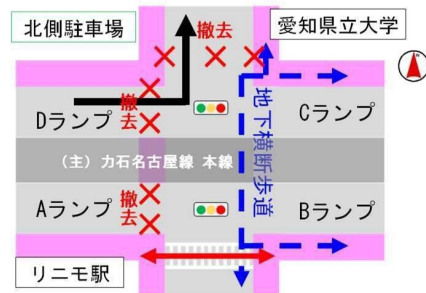 北側駐車場
撤去
愛知県立大学
撤去
Dランプ
Cランプ
地下横断歩道
(主) 力石名古屋線 本線
撤去
Aランプ
Bランプ
リニモ駅